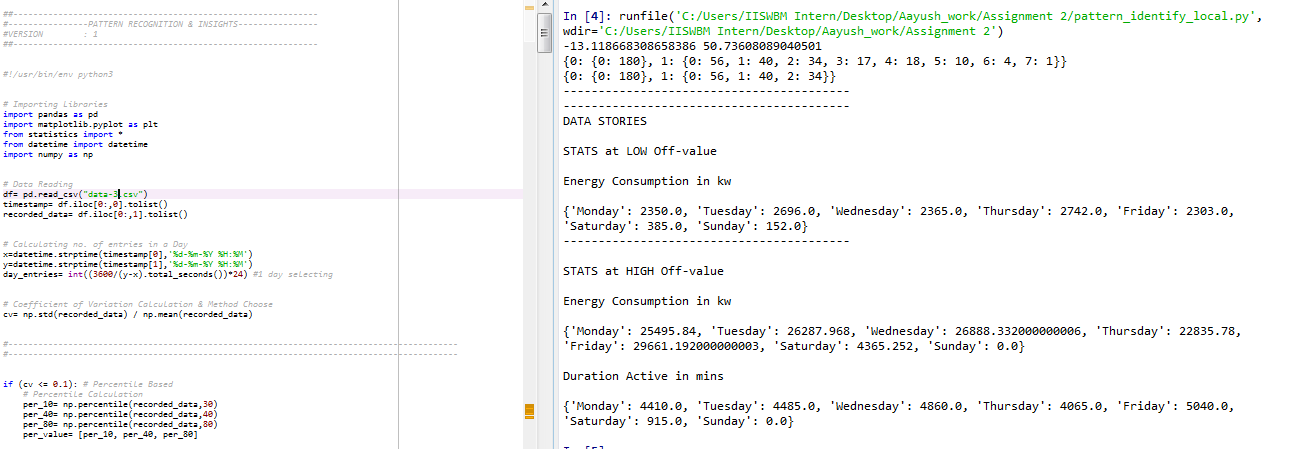 ##-------------------------------------------------------------
#----------------PATTERN RECOGNITION & INSIGHTS----------------
#VERSION        : 1
##-------------------------------------------------------------
#!/usr/bin/env python3
# Importing Libraries
import pandas as pd
import matplotlib.pyplot as plt
from statistics import *
from datetime import datetime
import numpy as np
# Data Reading
df= pd.read_csv("data-3.csv")
timestamp= df.iloc[0:,0].tolist()
recorded_data= df.iloc[0:,1].tolist()
# Calculating no. of entries in a Day
x=datetime.strptime(timestamp[0],'%d-%m-%Y %H:%M')
y=datetime.strptime(timestamp[1],'%d-%m-%Y %H:%M')
day_entries= int((3600/(y-x).total_seconds())*24) #1 day selecting
# Coefficient of Variation Calculation & Method Choose
cv= np.std(recorded_data) / np.mean(recorded_data)
#------------------------------------------------------------------------------------------
#------------------------------------------------------------------------------------------
if (cv <= 0.1): # Percentile Based
    # Percentile Calculation
    per_10= np.percentile(recorded_data,30)
    per_40= np.percentile(recorded_data,40)
    per_80= np.percentile(recorded_data,80)
    per_value= [per_10, per_40, per_80]
In [4]: runfile('C:/Users/IISWBM Intern/Desktop/Aayush_work/Assignment 2/pattern_identify_local.py',
wdir='C:/Users/IISWBM Intern/Desktop/Aayush_work/Assignment 2')
-13.118668308658386 50.73608089040501
{0: {0: 180}, 1: {0: 56, 1: 40, 2: 34, 3: 17, 4: 18, 5: 10, 6: 4, 7: 1}}
{0: {0: 180}, 1: {0: 56, 1: 40, 2: 34}}
---------------------------------------
---------------------------------------
DATA STORIES
STATS at LOW Off-value
Energy Consumption in kw
{'Monday': 2350.0, 'Tuesday': 2696.0, 'Wednesday': 2365.0, 'Thursday': 2742.0, 'Friday': 2303.0,
'Saturday': 385.0, 'Sunday': 152.0}
---------------------------------------
STATS at HIGH Off-value
Energy Consumption in kw
{'Monday': 25495.84, 'Tuesday': 26287.968, 'Wednesday': 26888.332000000006, 'Thursday': 22835.78,
'Friday': 29661.192000000003, 'Saturday': 4365.252, 'Sunday': 0.0}
Duration Active in mins
{'Monday': 4410.0, 'Tuesday': 4485.0, 'Wednesday': 4860.0, 'Thursday': 4065.0, 'Friday': 5040.0,
'Saturday': 915.0, 'Sunday': 0.0}